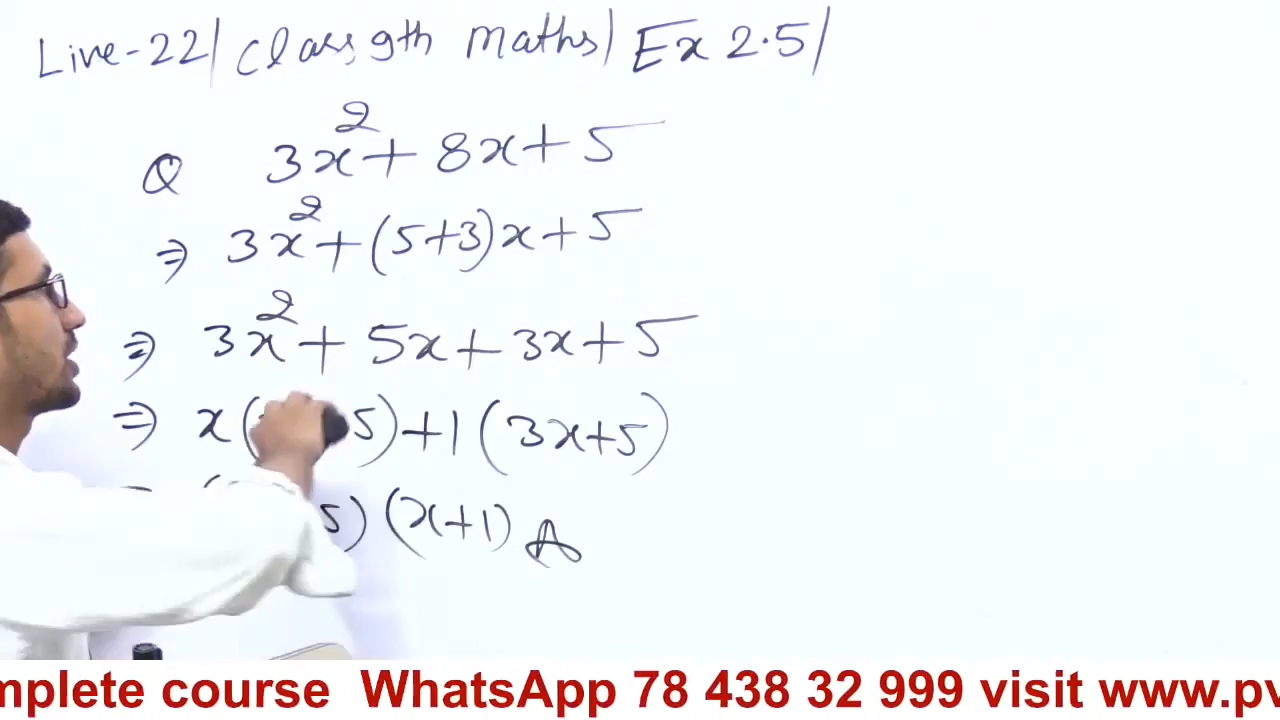 Live-22| Class 9th maths| Ex 2.5|
Q 3x² + 8x + 5
⇒ 3x² + (5+3)x + 5
⇒ 3x² + 5x + 3x + 5
⇒ x( 5) + 1 (3x+5)
5) (x+1) A
mplete course WhatsApp 78 438 32 999 visit www.pv